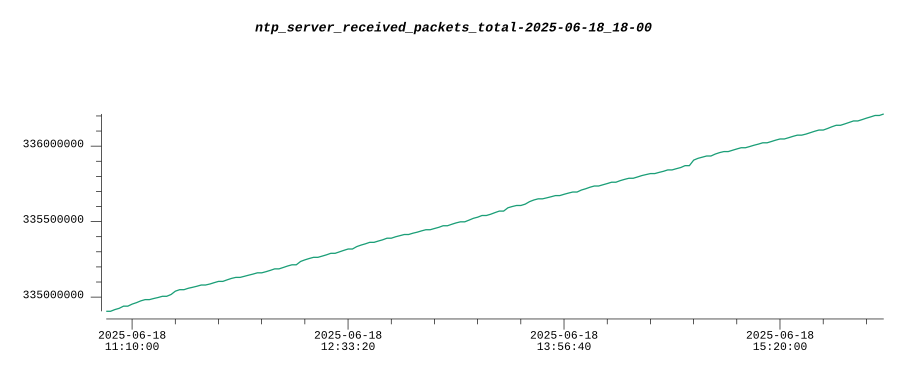 ntp_server_received_packets_total-2025-06-18_18-00
336000000
335500000
335000000
2025-06-18 2025-06-18 2025-06-18 2025-06-18
11:10:00 12:33:20 13:56:40 15:20:00